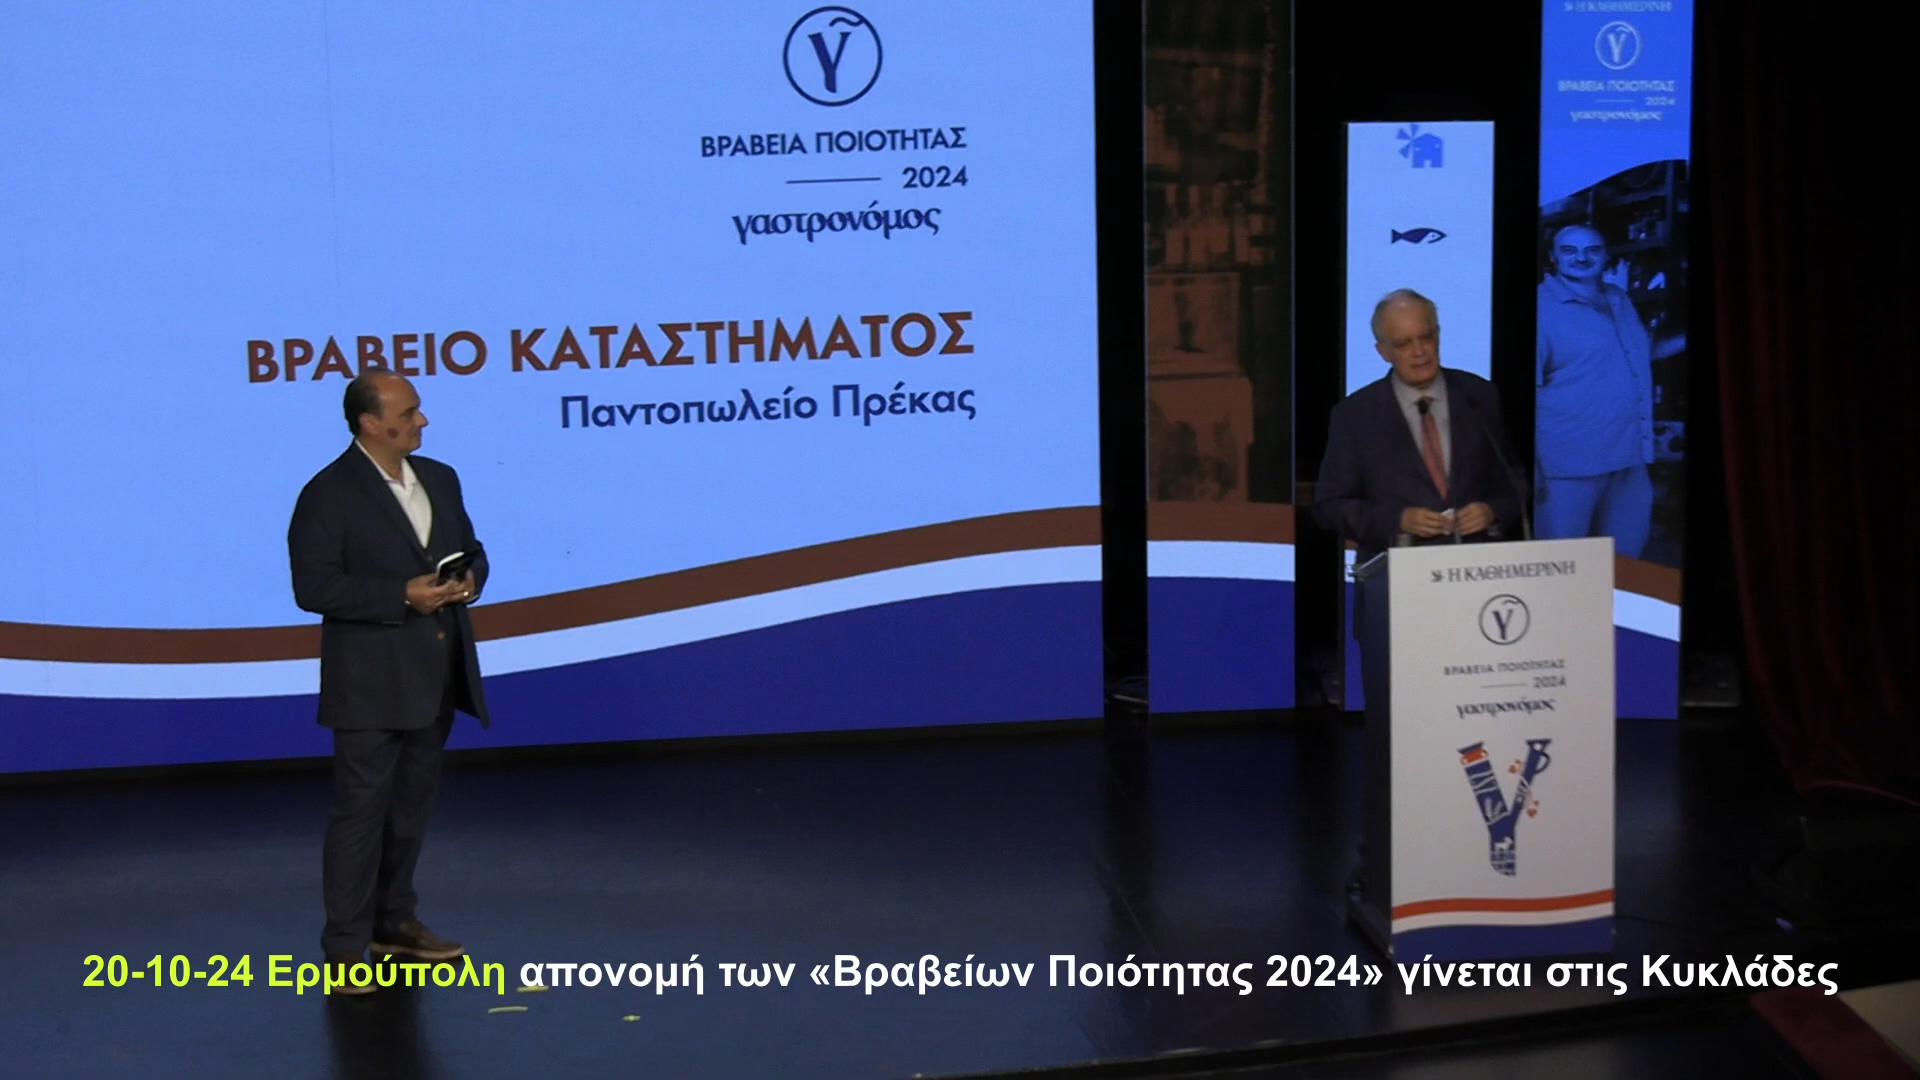 ΒΡΑΒΕΙΑ ΠΟΙΟΤΗΤΑΣ
2024
γαστρονόμος
ΒΡΑΒΕΙΟ ΚΑΤΑΣΤΗΜΑΤΟΣ
Παντοπωλείο Πρέκας
Η ΚΑΘΗΜΕΡΙΝΗ
ΒΡΑΒΕΙΑ ΠΟΙΟΤΗΤΑΣ
2024
γαστρονόμος
Η ΚΑΘΗΜΕΡΙΝΗ
ΒΡΑΒΕΙΑ ΠΟΙΟΤΗΤΑΣ
2024
γαστρονόμος
20-10-24 Ερμούπολη απονομή των «Βραβείων Ποιότητας 2024» γίνεται στις Κυκλάδες